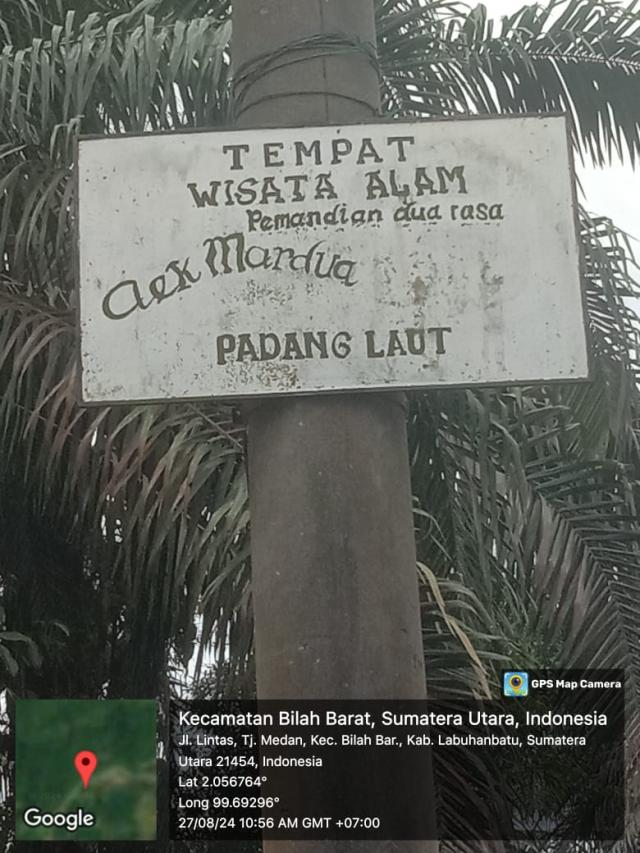 TEMPAT
WISATA ALAM
Pemandian dua rasa
Aek Mardua
PADANG LAUT
GPS Map Camera
Kecamatan Bilah Barat, Sumatera Utara, Indonesia
Jl. Lintas, Tj. Medan, Kec. Bilah Bar., Kab. Labuhanbatu, Sumatera
Utara 21454, Indonesia
Lat 2.056764°
Long 99.69296°
27/08/24 10:56 AM GMT +07:00
Google